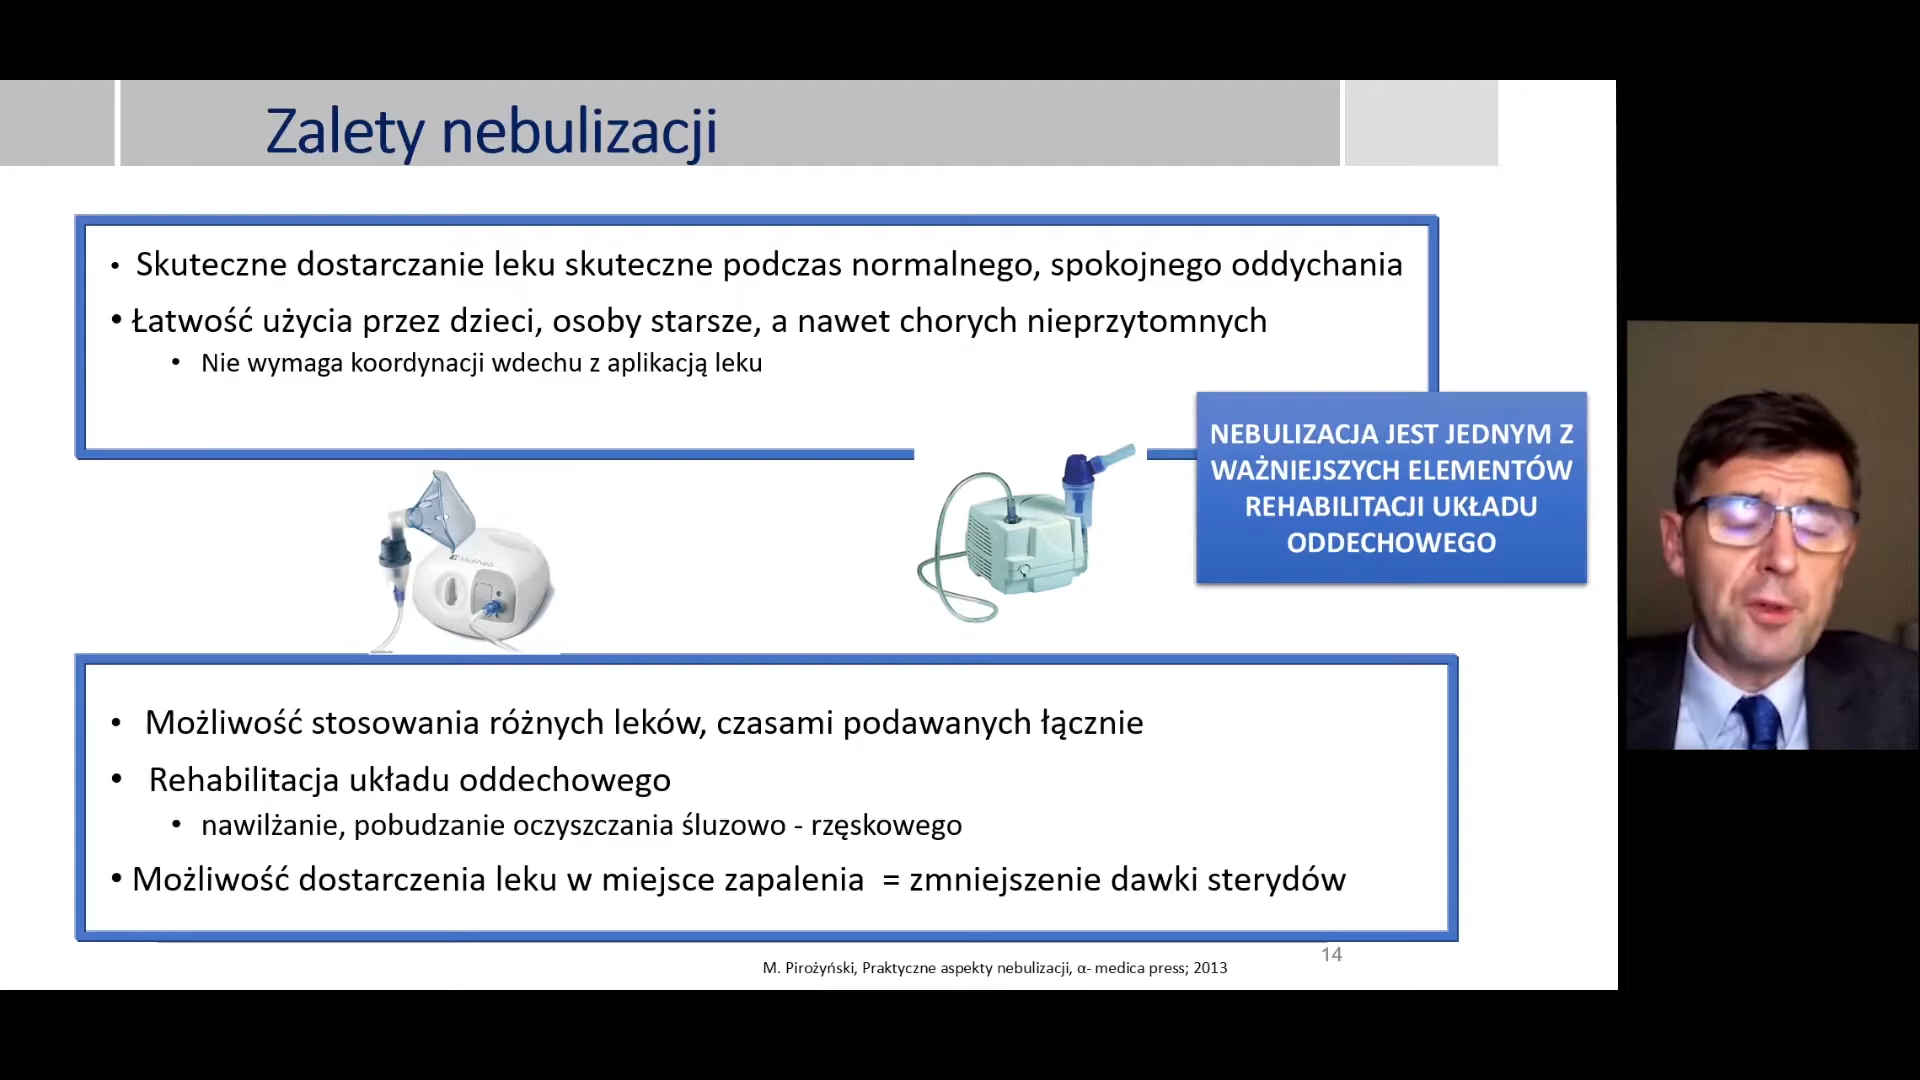 Zalety nebulizacji
• Skuteczne dostarczanie leku skuteczne podczas normalnego, spokojnego oddychania
• Łatwość użycia przez dzieci, osoby starsze, a nawet chorych nieprzytomnych
• Nie wymaga koordynacji wdechu z aplikacją leku
NEBULIZACJA JEST JEDNYM Z
WAŻNIEJSZYCH ELEMENTÓW
REHABILITACJI UKŁADU
ODDECHOWEGO
• Możliwość stosowania różnych leków, czasami podawanych łącznie
• Rehabilitacja układu oddechowego
• nawilżanie, pobudzanie oczyszczania śluzowo - rzęskowego
• Możliwość dostarczenia leku w miejsce zapalenia = zmniejszenie dawki sterydów
14
M. Pirożyński, Praktyczne aspekty nebulizacji, α- medica press; 2013